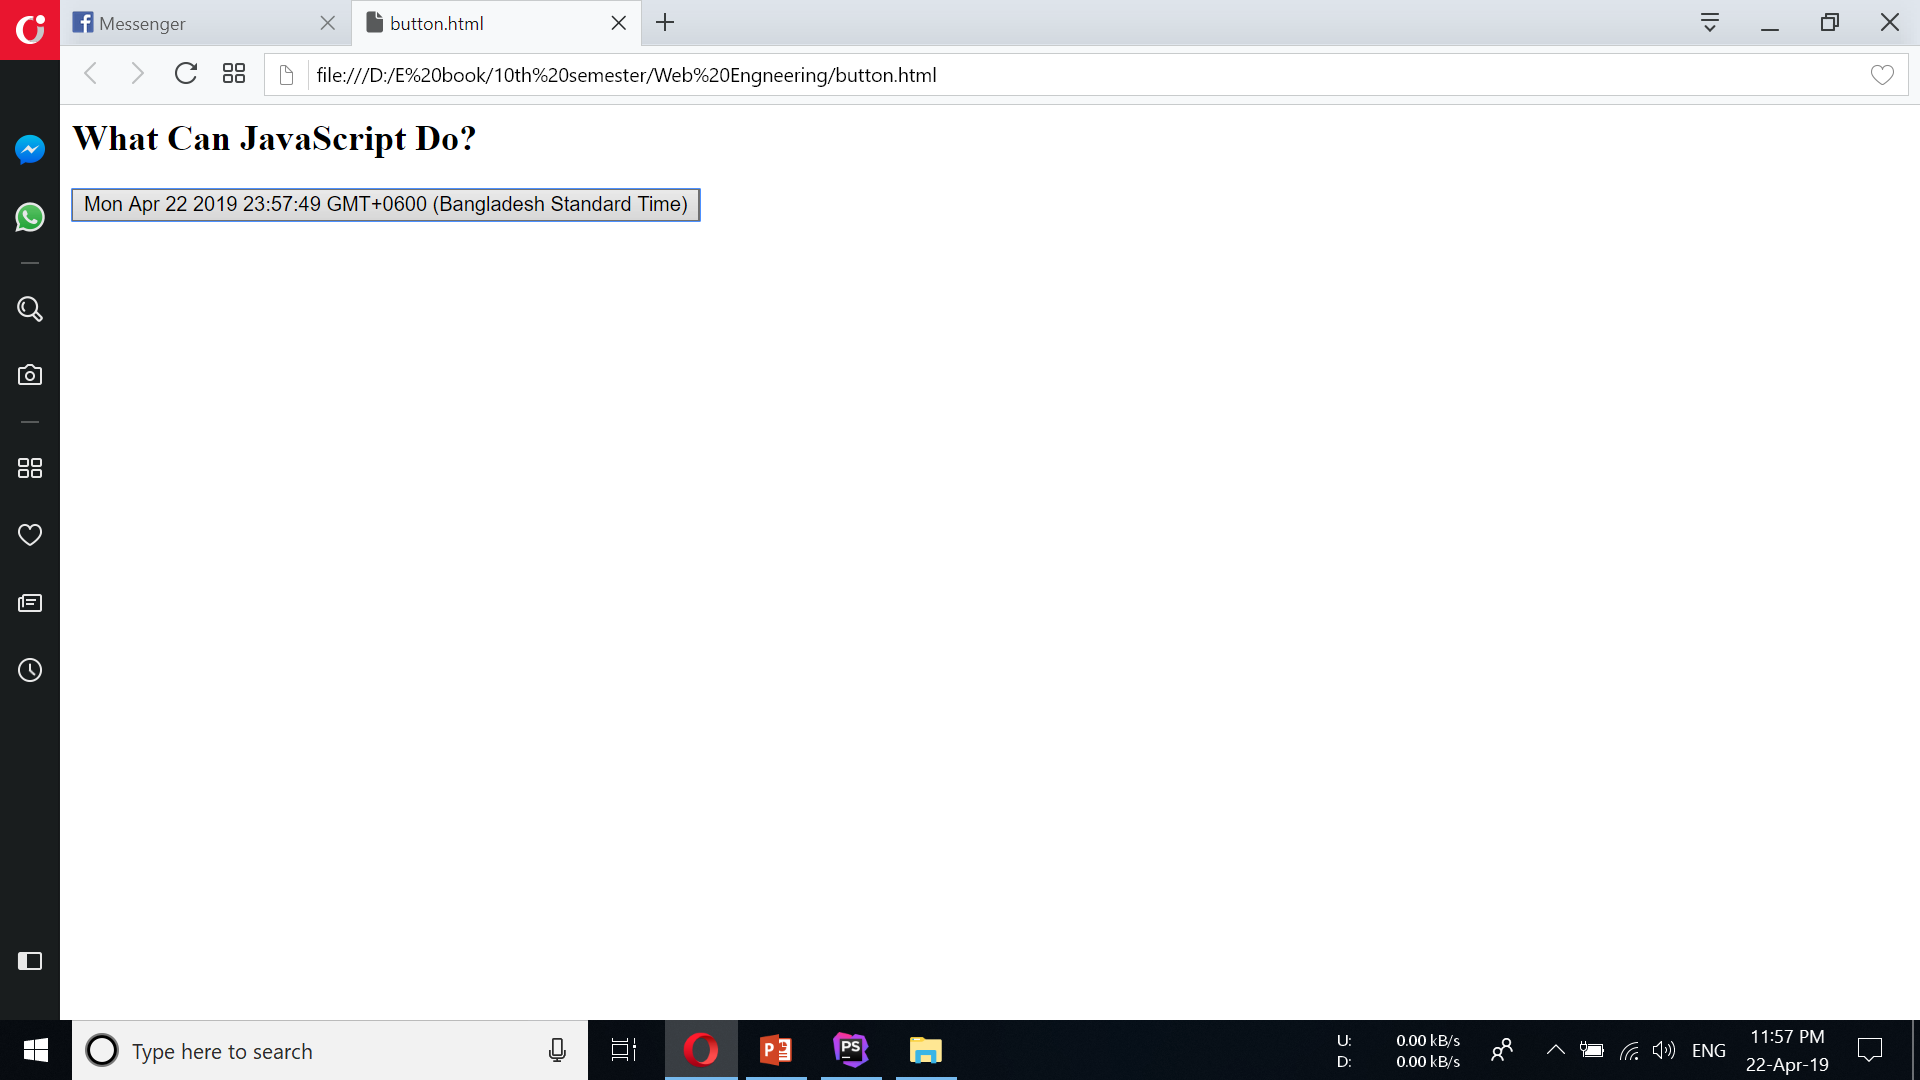 Messenger
button.html
file:///D:/E%20book/10th%20semester/Web%20Engneering/button.html
What Can JavaScript Do?
Mon Apr 22 2019 23:57:49 GMT+0600 (Bangladesh Standard Time)
Type here to search
U: 0.00 kB/s
D: 0.00 kB/s
ENG
11:57 PM
22-Apr-19
PS